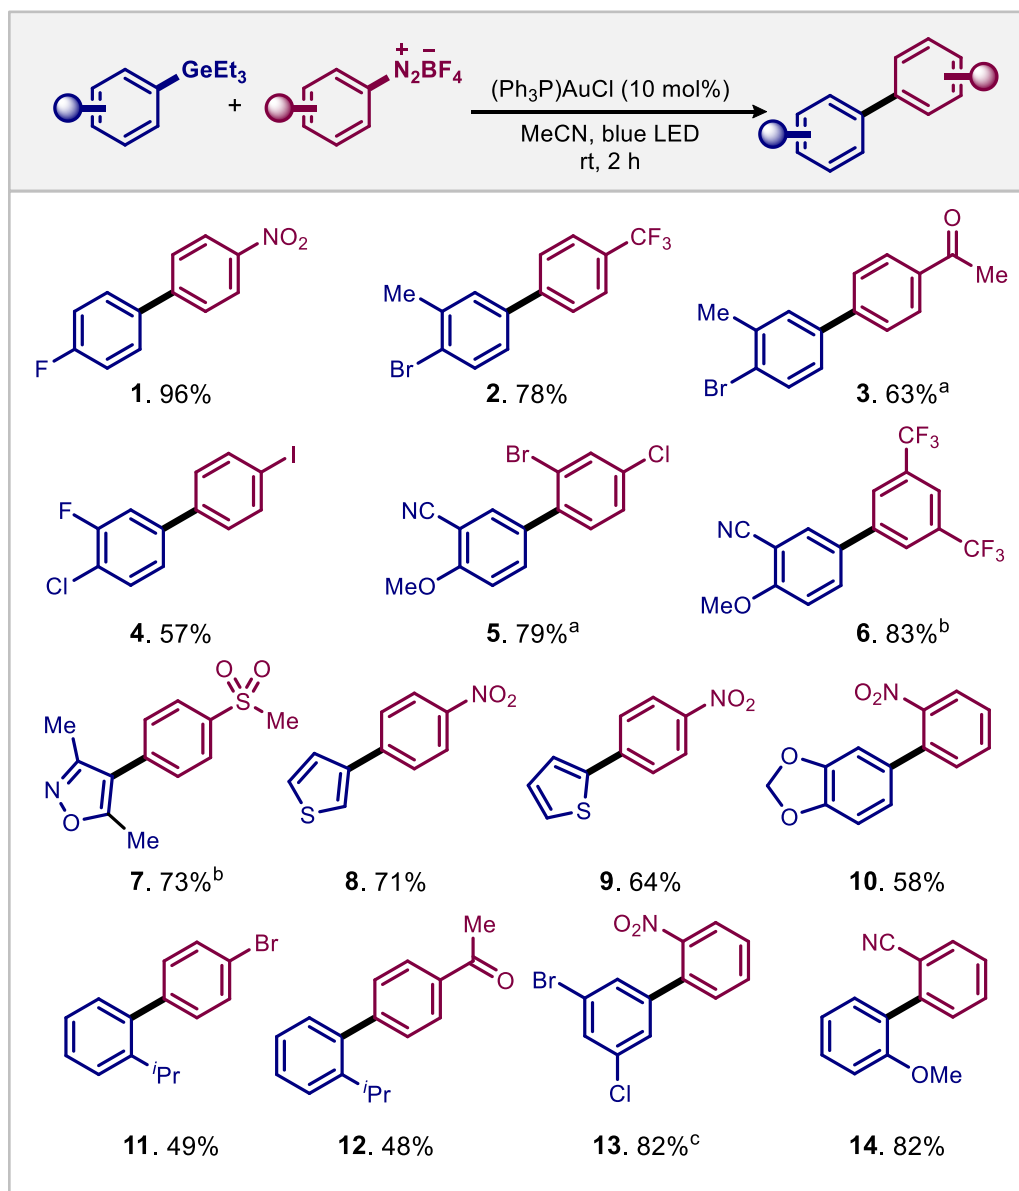 GeEt3
+
+ −
N2BF4
(Ph3P)AuCl (10 mol%)
MeCN, blue LED
rt, 2 h
NO2
F
1. 96%
CF3
Me
Br
2. 78%
O
Me
Me
Br
3. 63%a
I
F
Cl
4. 57%
Br
Cl
NC
MeO
5. 79%a
CF3
CF3
NC
MeO
6. 83%b
O O
S
Me
Me
N
O
Me
7. 73%b
NO2
S
8. 71%
NO2
S
9. 64%
O2N
O
O
10. 58%
Br
iPr
11. 49%
Me
O
iPr
12. 48%
O2N
Br
Cl
13. 82%c
NC
OMe
14. 82%